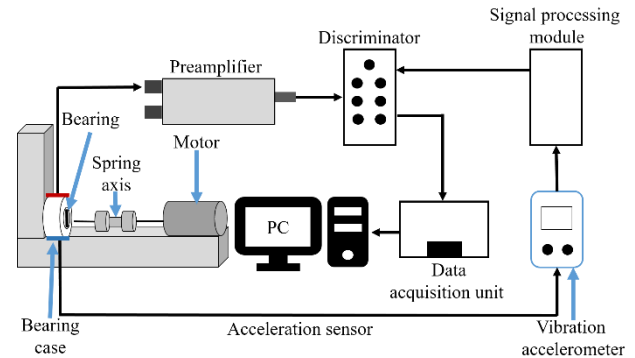 Signal processing
module
Discriminator
Preamplifier
Bearing
Motor
Spring
axis
PC
Data
acquisition unit
Bearing
case
Acceleration sensor
Vibration
accelerometer